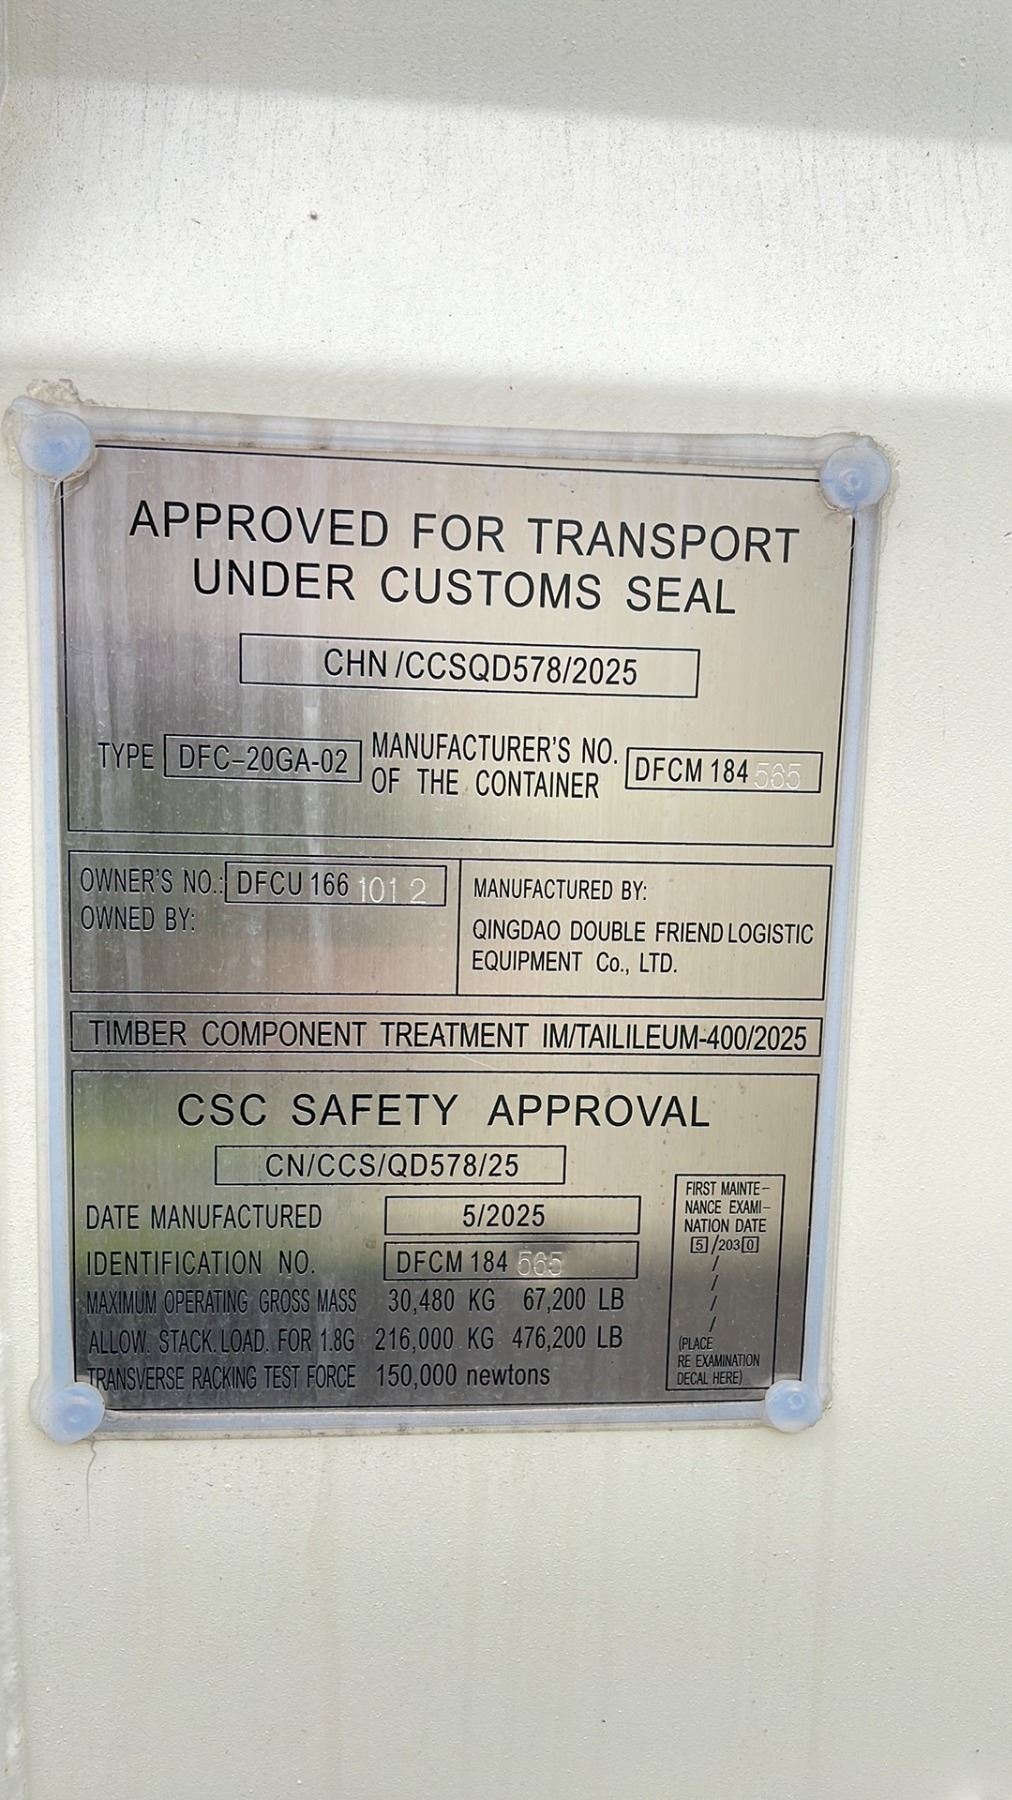 APPROVED FOR TRANSPORT
UNDER CUSTOMS SEAL
CHN/CCSQD578/2025
TYPE DFC-20GA-02 MANUFACTURER'S NO. OF THE CONTAINER DFCM 184 565
OWNER'S NO.: DFCU 166 101 2
OWNED BY:
MANUFACTURED BY:
QINGDAO DOUBLE FRIEND LOGISTIC
EQUIPMENT Co., LTD.
TIMBER COMPONENT TREATMENT IM/TAILILEUM-400/2025
CSC SAFETY APPROVAL
CN/CCS/QD578/25
DATE MANUFACTURED 5/2025
IDENTIFICATION NO. DFCM 184 565
MAXIMUM OPERATING GROSS MASS 30,480 KG 67,200 LB
ALLOW. STACK. LOAD. FOR 1.8G 216,000 KG 476,200 LB
TRANSVERSE RACKING TEST FORCE 150,000 newtons
FIRST MAINTE-
NANCE EXAMI-
NATION DATE
5/2030
/
/
/
/
(PLACE
RE EXAMINATION
DECAL HERE)